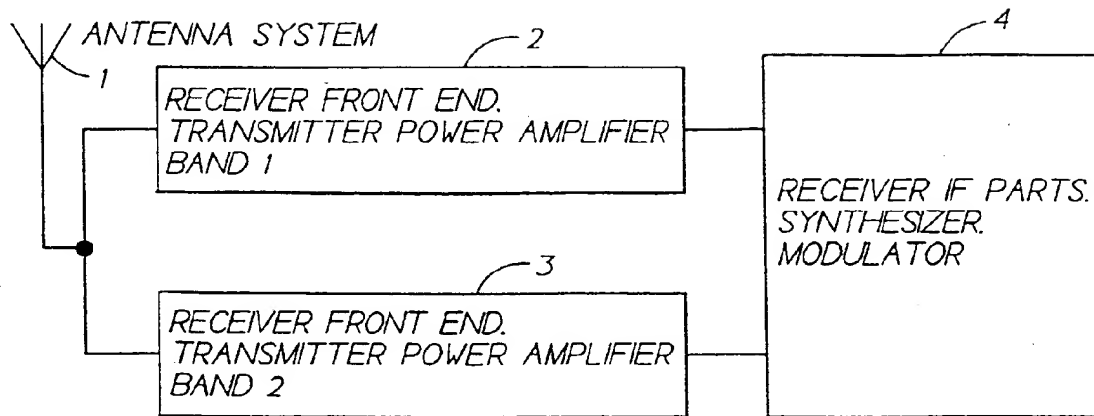 ANTENNA SYSTEM
1
2
RECEIVER FRONT END.
TRANSMITTER POWER AMPLIFIER
BAND 1
3
RECEIVER FRONT END.
TRANSMITTER POWER AMPLIFIER
BAND 2
4
RECEIVER IF PARTS.
SYNTHESIZER.
MODULATOR